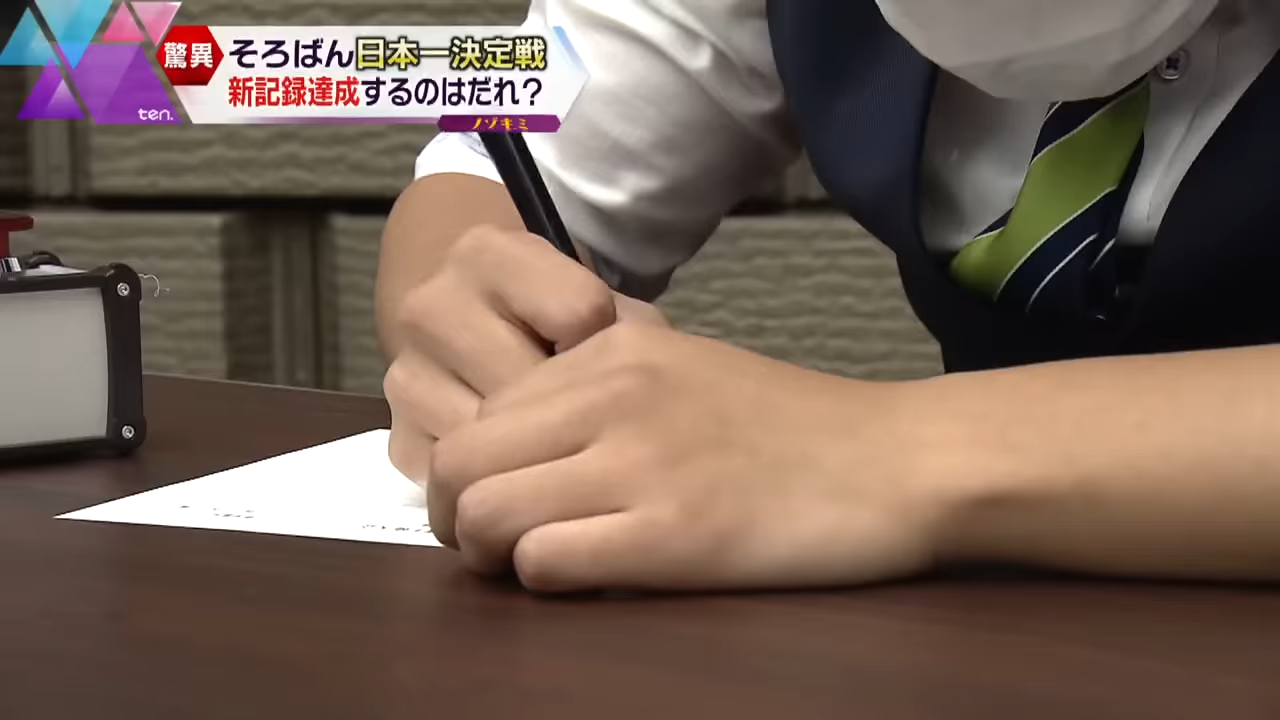 驚異
そろばん日本一決定戦
新記録達成するのはだれ?
ten.
ノゾキミ